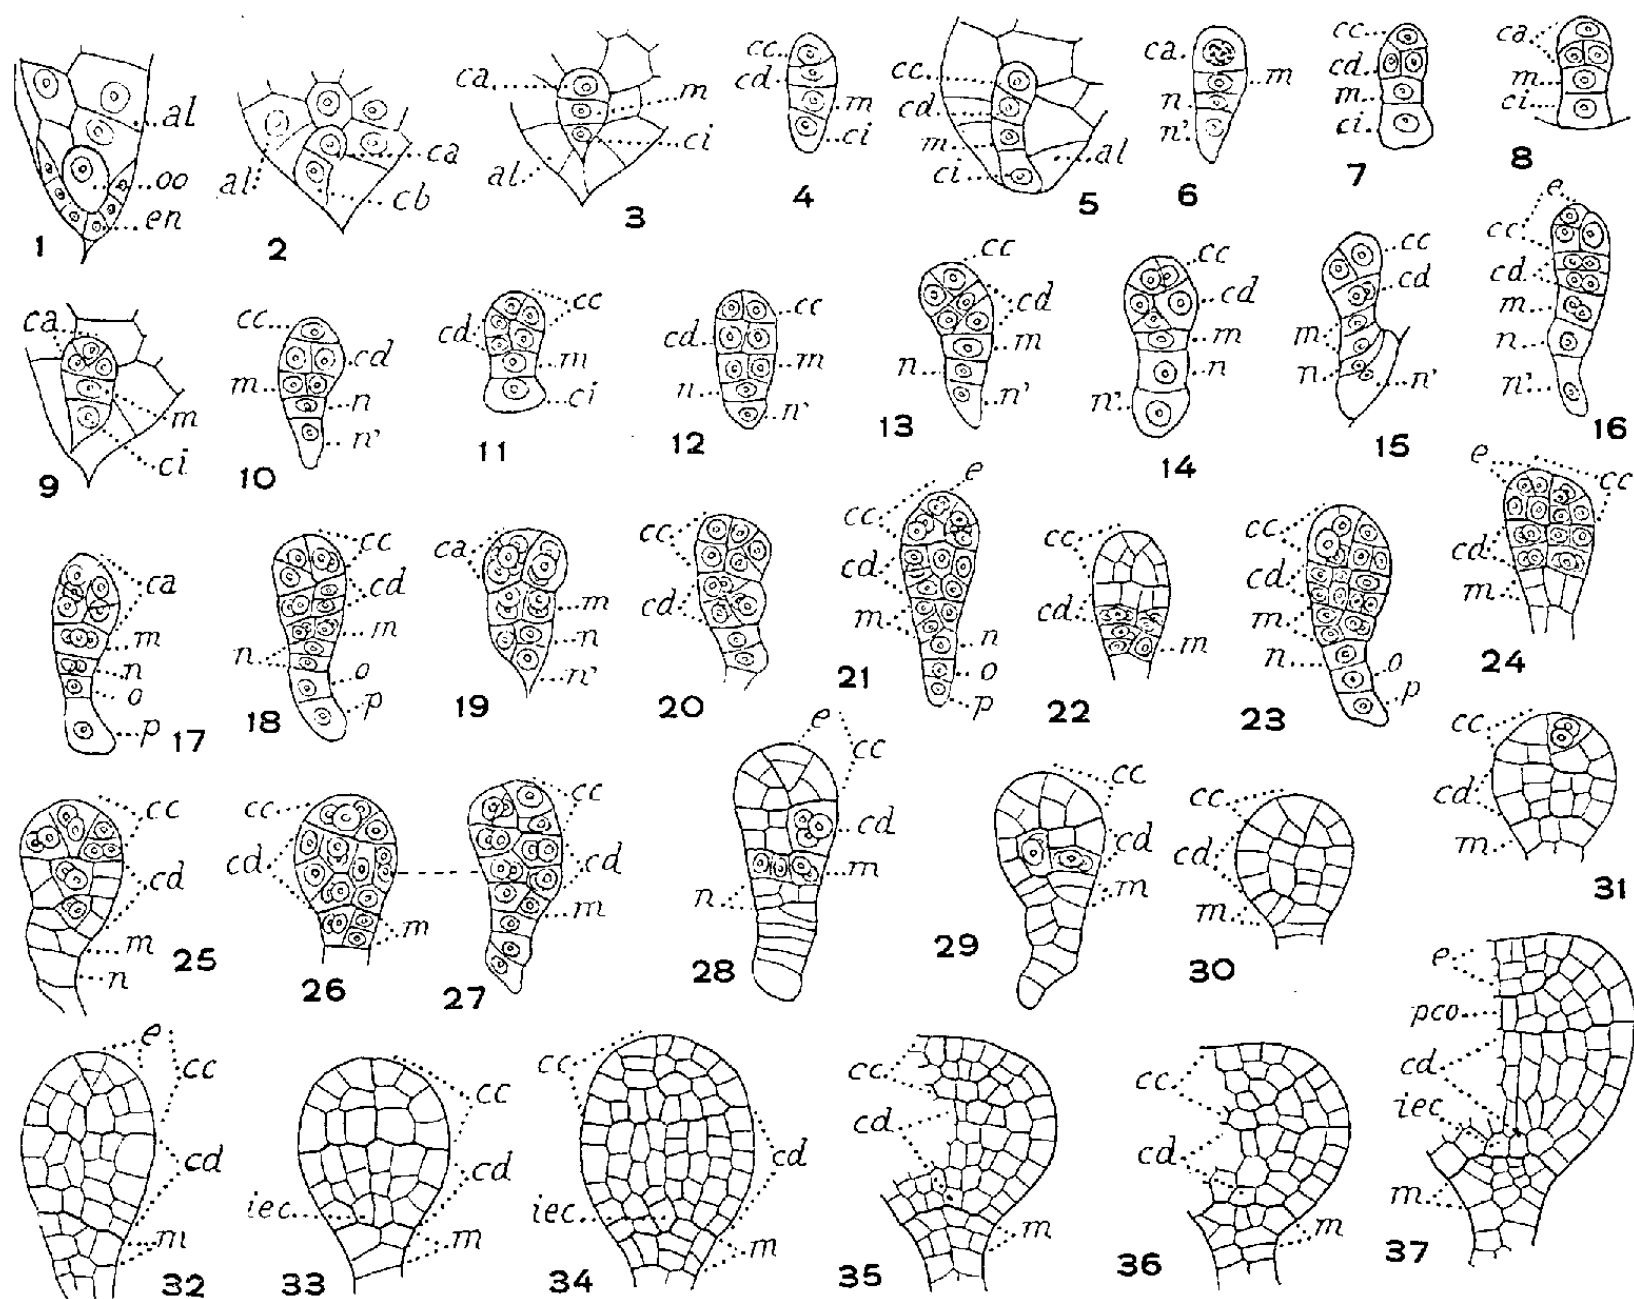 al
oo
en
1
al
ca
cb
2
ca
m
ci
al
3
cc
cd
m
ci
4
cc
cd
m
ci
al
5
ca
m
n
n'
6
cc
cd
m
ci
7
ca
m
ci
8
ca
m
ci
9
cc
cd
m
n
n'
10
cc
cd
m
ci
11
cc
cd
m
n
n'
12
cc
cd
m
n
n'
13
cc
cd
m
n
n'
14
cc
cd
m
n
n'
15
e
cc
cd
m
n
n'
16
ca
m
n
o
p
17
cc
cd
m
n
o
p
18
ca
m
n
n'
19
cc
cd
20
e
cc
cd
m
n
o
p
21
cc
cd
m
22
cc
cd
m
n
o
p
23
e
cc
cd
m
24
cc
cd
m
n
25
cc
cd
m
26
cc
cd
m
27
e
cc
cd
m
n
28
cc
cd
m
29
cc
cd
m
30
cc
cd
m
31
e
cc
cd
m
32
cc
cd
iec
m
33
cc
cd
iec
m
34
cc
cd
m
35
cc
cd
m
36
e
pco
cd
iec
m
37